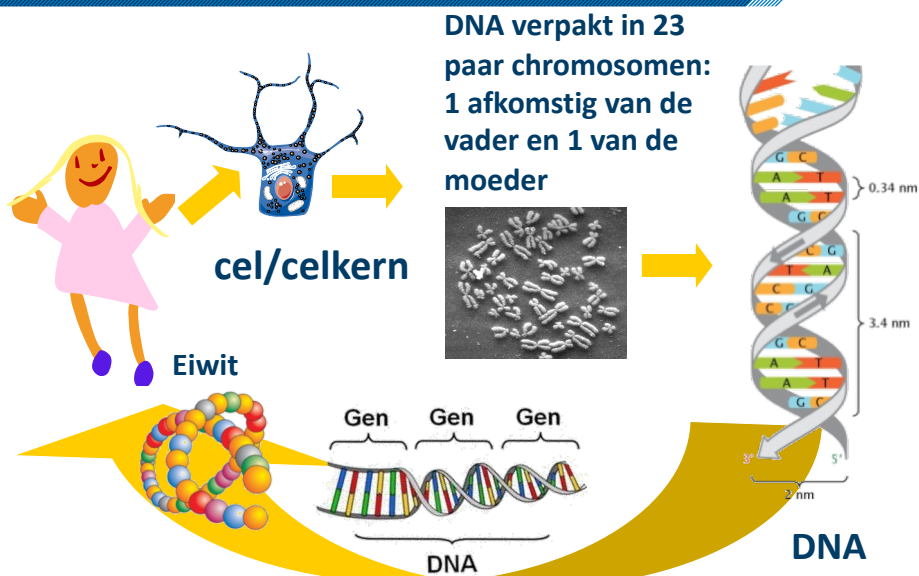 DNA verpakt in 23
paar chromosomen:
1 afkomstig van de
vader en 1 van de
moeder
cel/celkern
Eiwit
Gen Gen Gen
DNA
G C
A T
A T
G C
C G
T A
C G
C G
G C
A T
A T
G C
0.34 nm
3.4 nm
3' 5'
2 nm
DNA